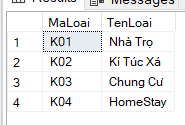 Results Messages
MaLoai TenLoai
1 K01 Nhà Trọ
2 K02 Kí Túc Xá
3 K03 Chung Cư
4 K04 HomeStay